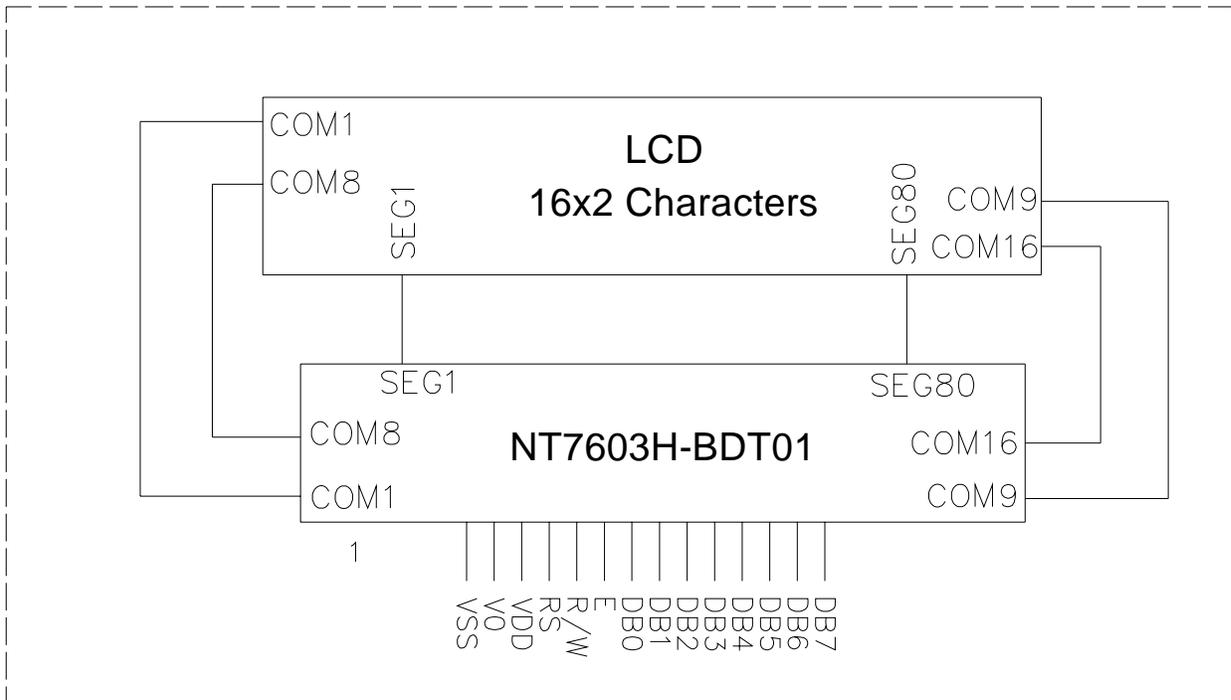 COM1
LCD
COM8
16x2 Characters
SEG1
SEG80
COM9
COM16
SEG1
SEG80
COM8
NT7603H-BDT01
COM16
COM1
COM9
1
VSS
V0
VDD
RS
R/W
E
DB0
DB1
DB2
DB3
DB4
DB5
DB6
DB7